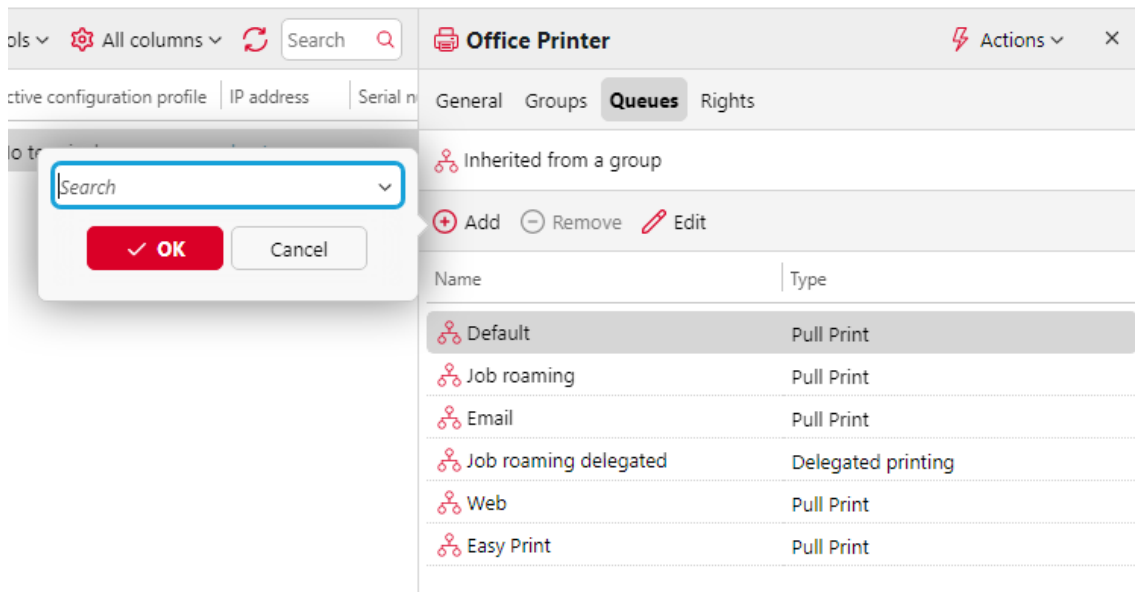 ols All columns Search
ctive configuration profile IP address Serial n
lo te
Search
OK Cancel
Office Printer Actions
General Groups Queues Rights
Inherited from a group
Add Remove Edit
Name Type
Default Pull Print
Job roaming Pull Print
Email Pull Print
Job roaming delegated Delegated printing
Web Pull Print
Easy Print Pull Print